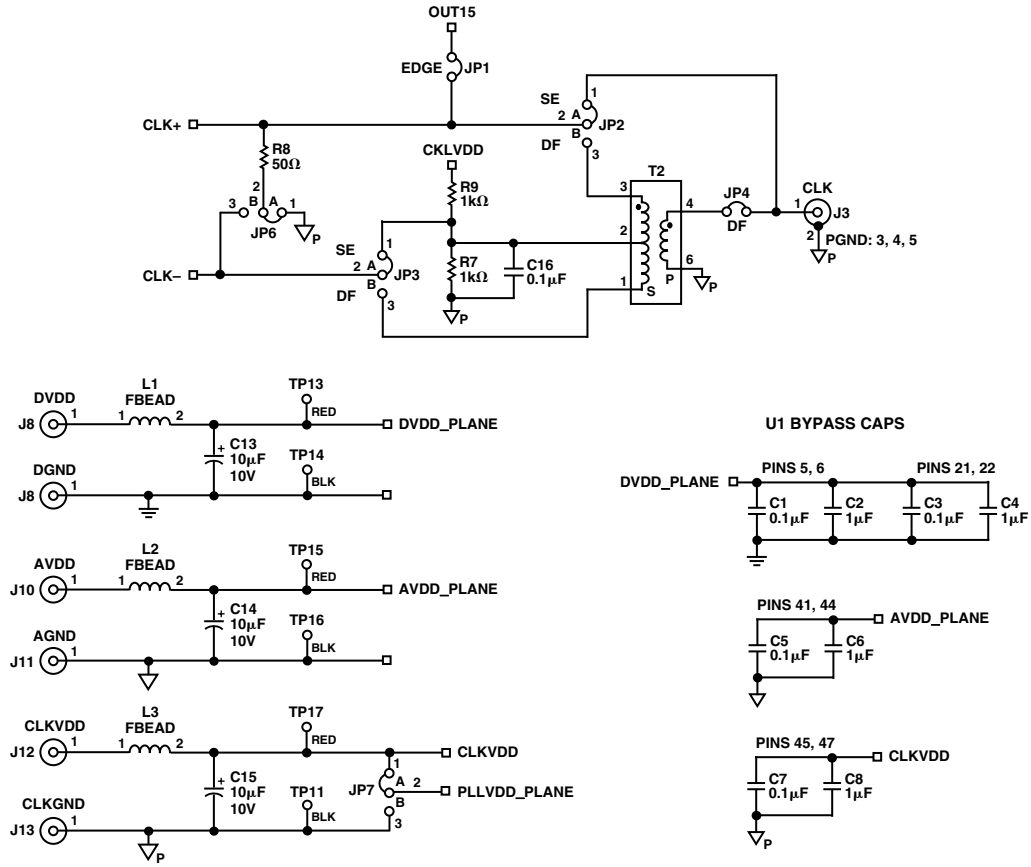 OUT15
EDGE JP1
SE 1
CLK+ 2 A JP2
B
DF 3
R8
50Ω
CKLVDD
R9
1kΩ
T2
3 4
JP4
DF
CLK
1 J3
2 PGND: 3, 4, 5
P
2
3 B A 1
JP6 P
SE 1
2
CLK– 2 A JP3
B
DF 3
R7
1kΩ
C16
0.1μF
P
1 S P 6
P
DVDD
J8 1
L1
FBEAD
1 2
TP13
RED
DVDD_PLANE
+ C13
10μF
10V
DGND
J8 1
TP14
BLK
AVDD
J10 1
L2
FBEAD
1 2
TP15
RED
AVDD_PLANE
+ C14
10μF
10V
AGND
J11 1
TP16
BLK
CLKVDD
J12 1
L3
FBEAD
1 2
TP17
RED
CLKVDD
+ C15
10μF
10V
1
JP7 A 2 PLLVDD_PLANE
B
3
CLKGND
J13 1
TP11
BLK
P
U1 BYPASS CAPS
PINS 5, 6 PINS 21, 22
DVDD_PLANE
C1
0.1μF
C2
1μF
C3
0.1μF
C4
1μF
PINS 41, 44
AVDD_PLANE
C5
0.1μF
C6
1μF
PINS 45, 47
CLKVDD
C7
0.1μF
C8
1μF
P